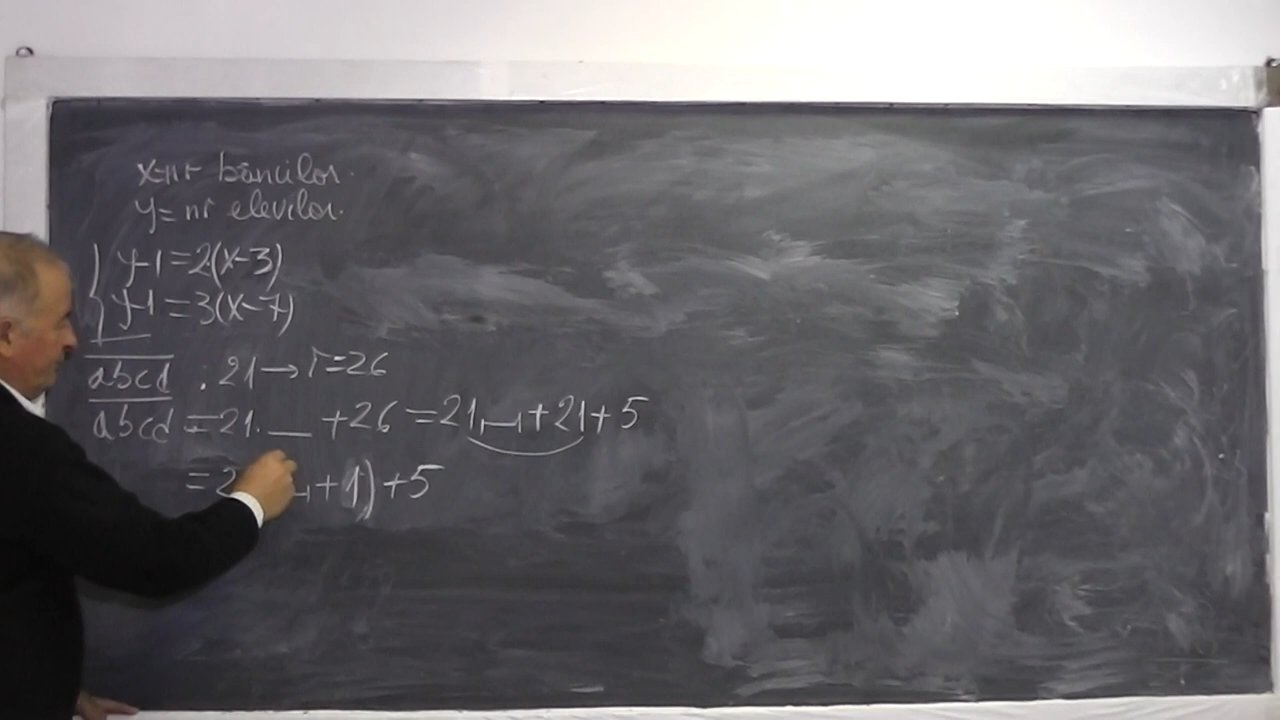 x=nr băncilor.
y=nr elevilor.
y-1=2(x-3)
y-1=3(x-7)
abcd : 21→r=26
abcd =21.__ +26 =21.__+21+5
=2 +1)+5